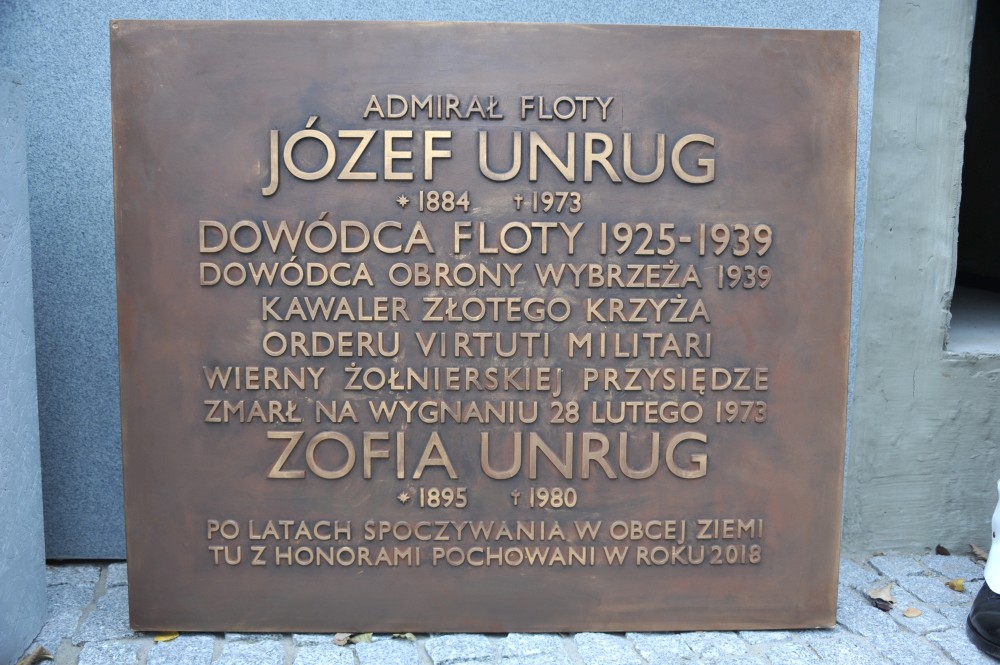 ADMIRAŁ FLOTY
JÓZEF UNRUG
* 1884 † 1973
DOWÓDCA FLOTY 1925-1939
DOWÓDCA OBRONY WYBRZEŻA 1939
KAWALER ZŁOTEGO KRZYŻA
ORDERU VIRTUTI MILITARI
WIERNY ŻOŁNIERSKIEJ PRZYSIĘDZE
ZMARŁ NA WYGNANIU 28 LUTEGO 1973
ZOFIA UNRUG
* 1895 † 1980
PO LATACH SPOCZYWANIA W OBCEJ ZIEMI
TU Z HONORAMI POCHOWANI W ROKU 2018